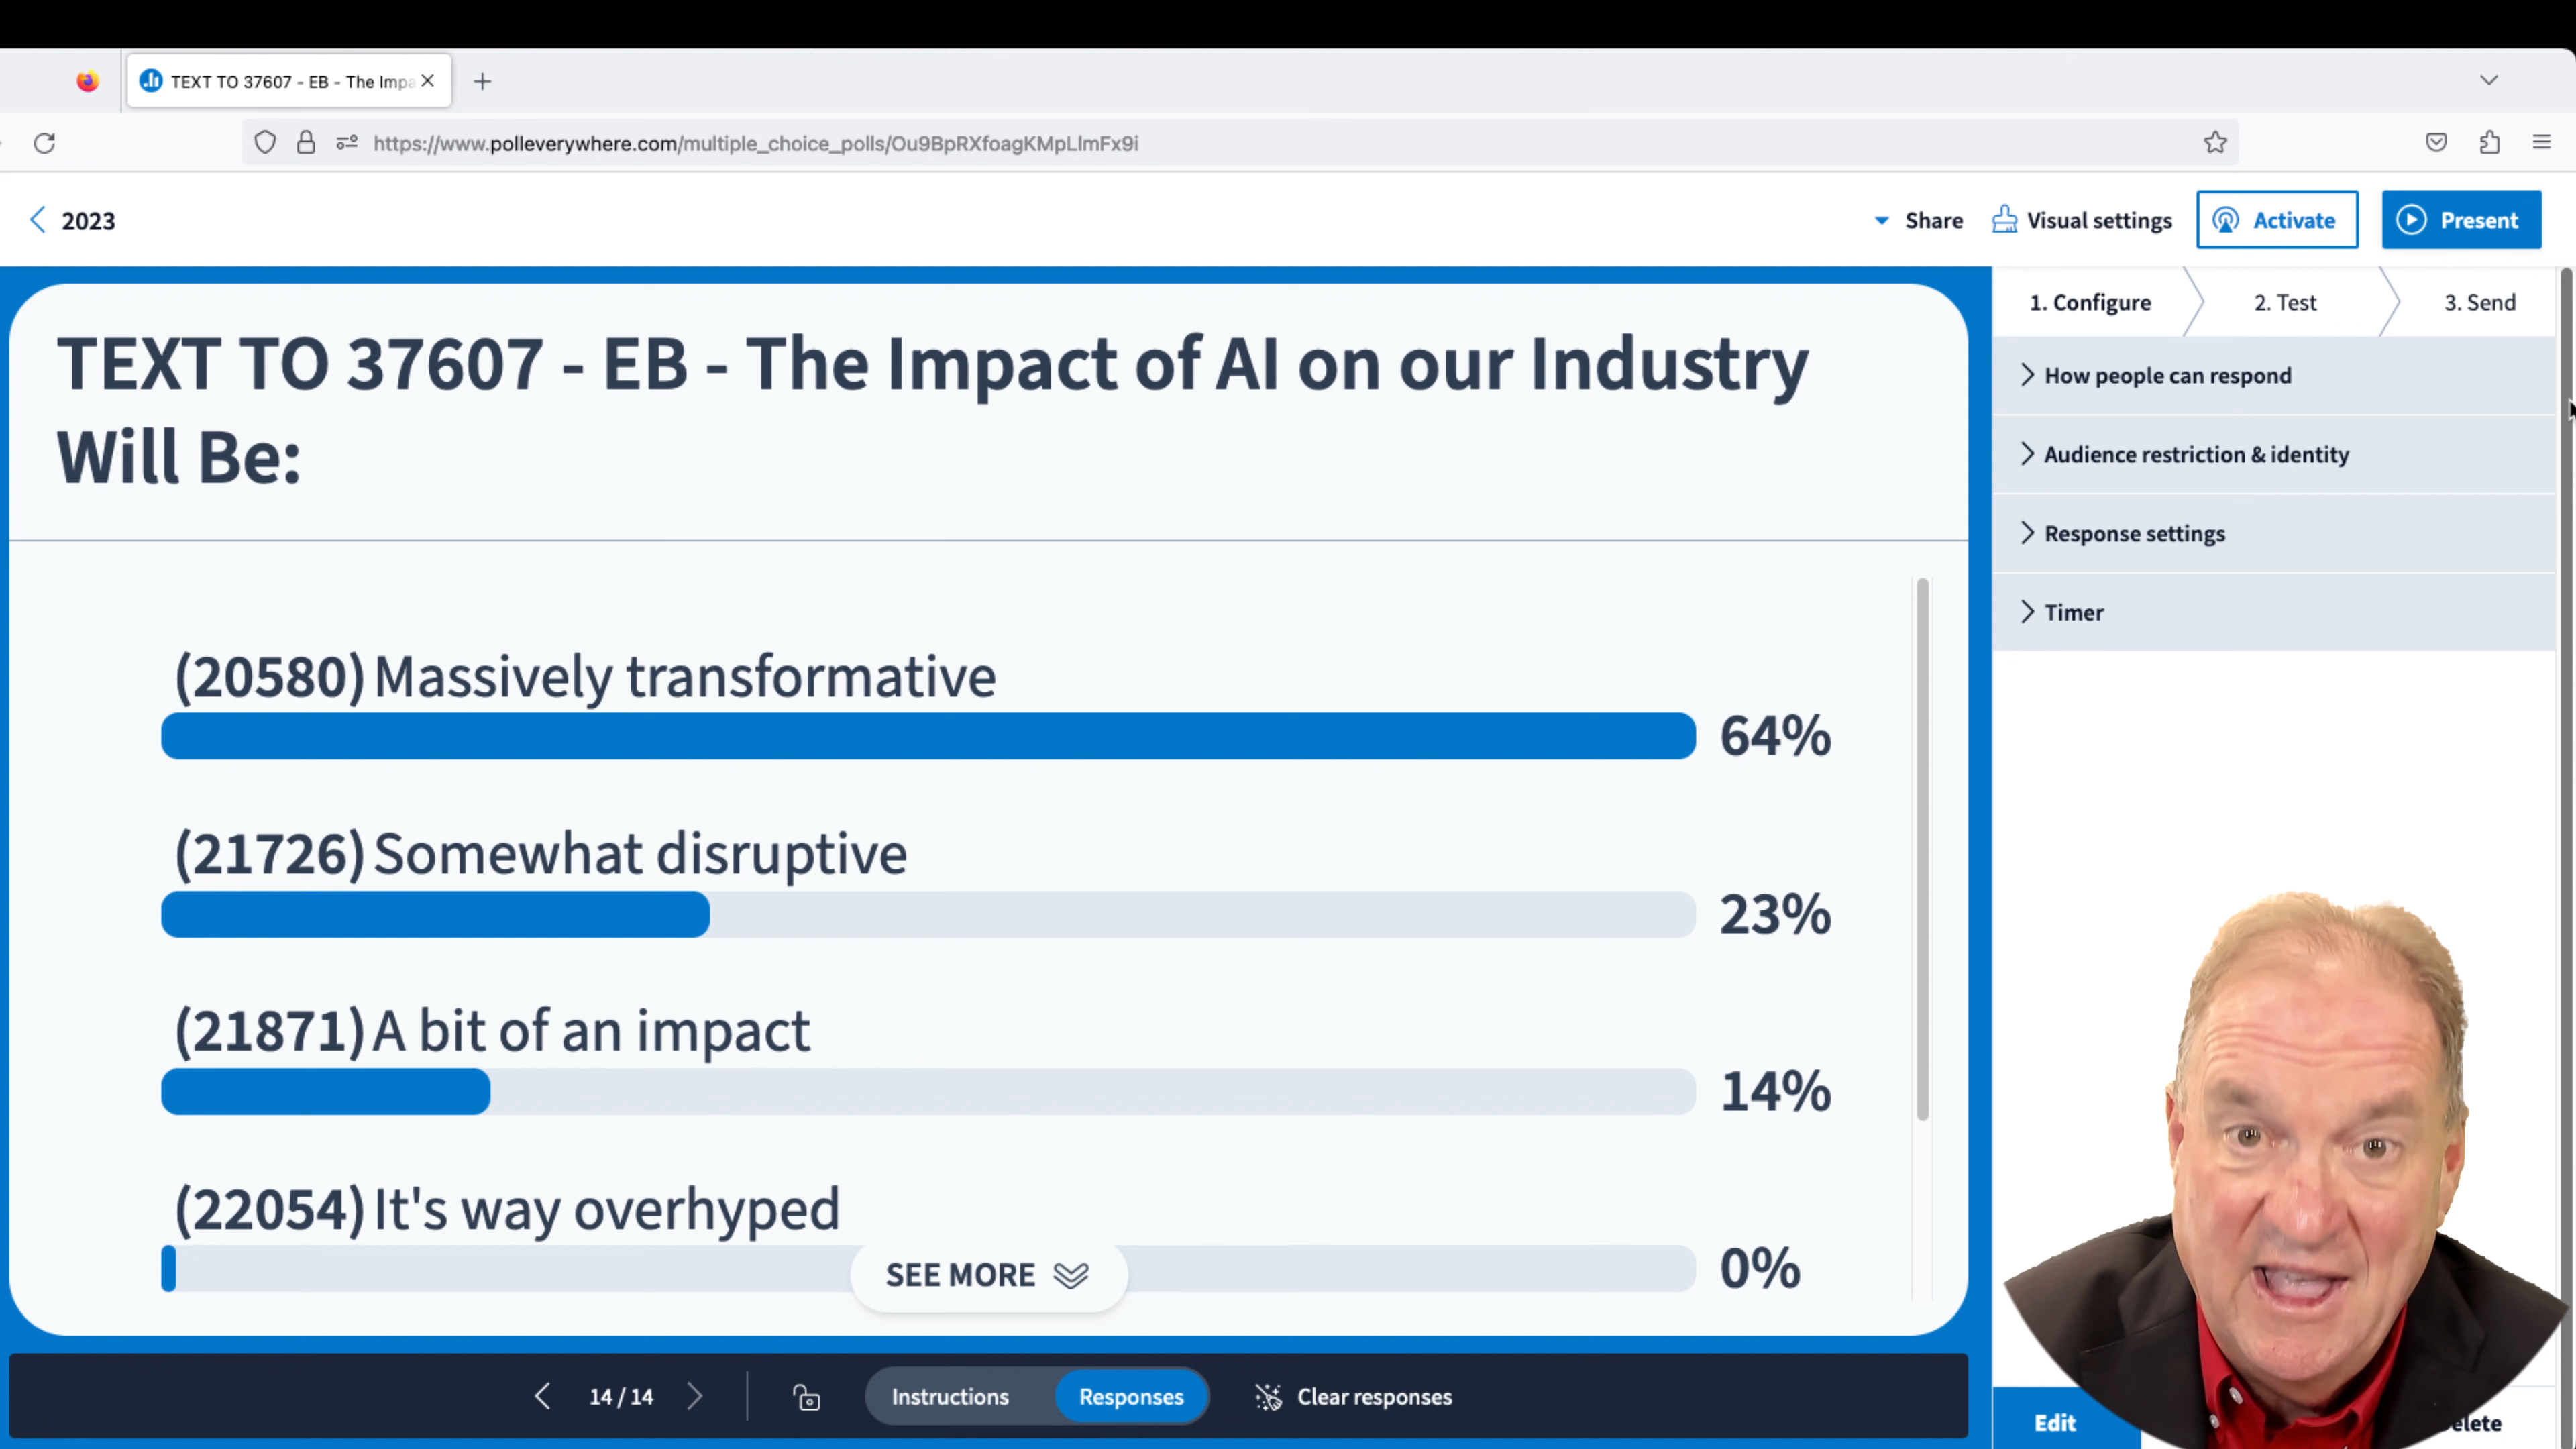 TEXT TO 37607 - EB - The Impa
https://www.polleverywhere.com/multiple_choice_polls/Ou9BpRXfoagKMpLlmFx9i
2023
Share
Visual settings
Activate
Present
TEXT TO 37607 - EB - The Impact of AI on our Industry
Will Be:
(20580) Massively transformative
64%
(21726) Somewhat disruptive
23%
(21871) A bit of an impact
14%
(22054) It's way overhyped
0%
SEE MORE
14 / 14
Instructions
Responses
Clear responses
1. Configure
2. Test
3. Send
How people can respond
Audience restriction & identity
Response settings
Timer
Edit
elete